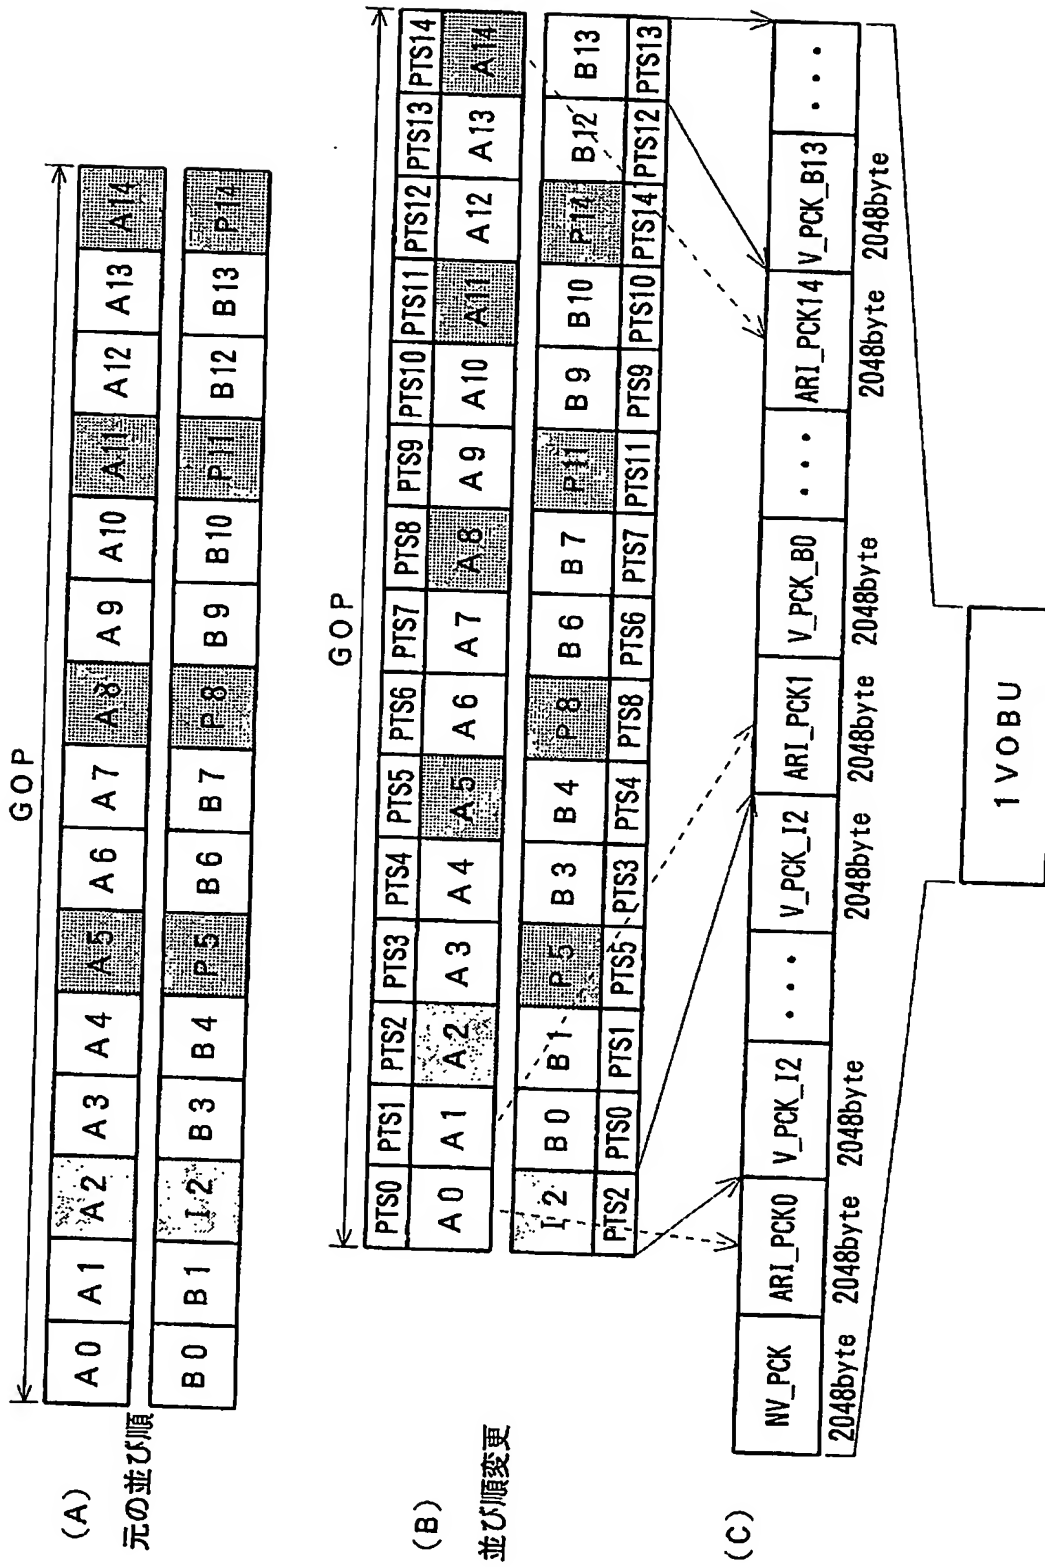 GOP
(A)
元の並び順
A0 A1 A2 A3 A4 A5 A6 A7 A8 A9 A10 A11 A12 A13 A14
B0 B1 I2 B3 B4 P5 B6 B7 P8 B9 B10 P11 B12 B13 P14
GOP
(B)
並び順変更
PTS0 PTS1 PTS2 PTS3 PTS4 PTS5 PTS6 PTS7 PTS8 PTS9 PTS10 PTS11 PTS12 PTS13 PTS14
A0 A1 A2 A3 A4 A5 A6 A7 A8 A9 A10 A11 A12 A13 A14
I2 B0 B1 P5 B3 B4 P8 B6 B7 P11 B9 B10 P14 B12 B13
PTS2 PTS0 PTS1 PTS5 PTS3 PTS4 PTS8 PTS6 PTS7 PTS11 PTS9 PTS10 PTS14 PTS12 PTS13
(C)
NV_PCK ARI_PCK0 V_PCK_I2 ... V_PCK_I2 ARI_PCK1 V_PCK_B0 ... ARI_PCK14 V_PCK_B13 ...
2048byte 2048byte 2048byte 2048byte 2048byte 2048byte 2048byte 2048byte
1VOBU